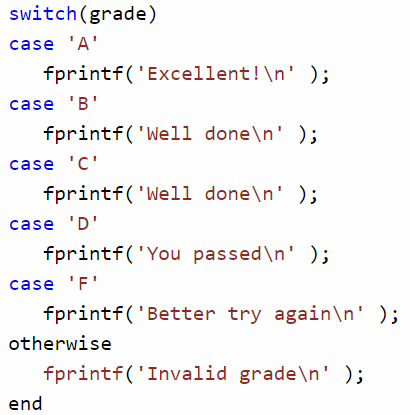 switch(grade)
case 'A'
   fprintf('Excellent!\n' );
case 'B'
   fprintf('Well done\n' );
case 'C'
   fprintf('Well done\n' );
case 'D'
   fprintf('You passed\n' );
case 'F'
   fprintf('Better try again\n' );
otherwise
   fprintf('Invalid grade\n' );
end